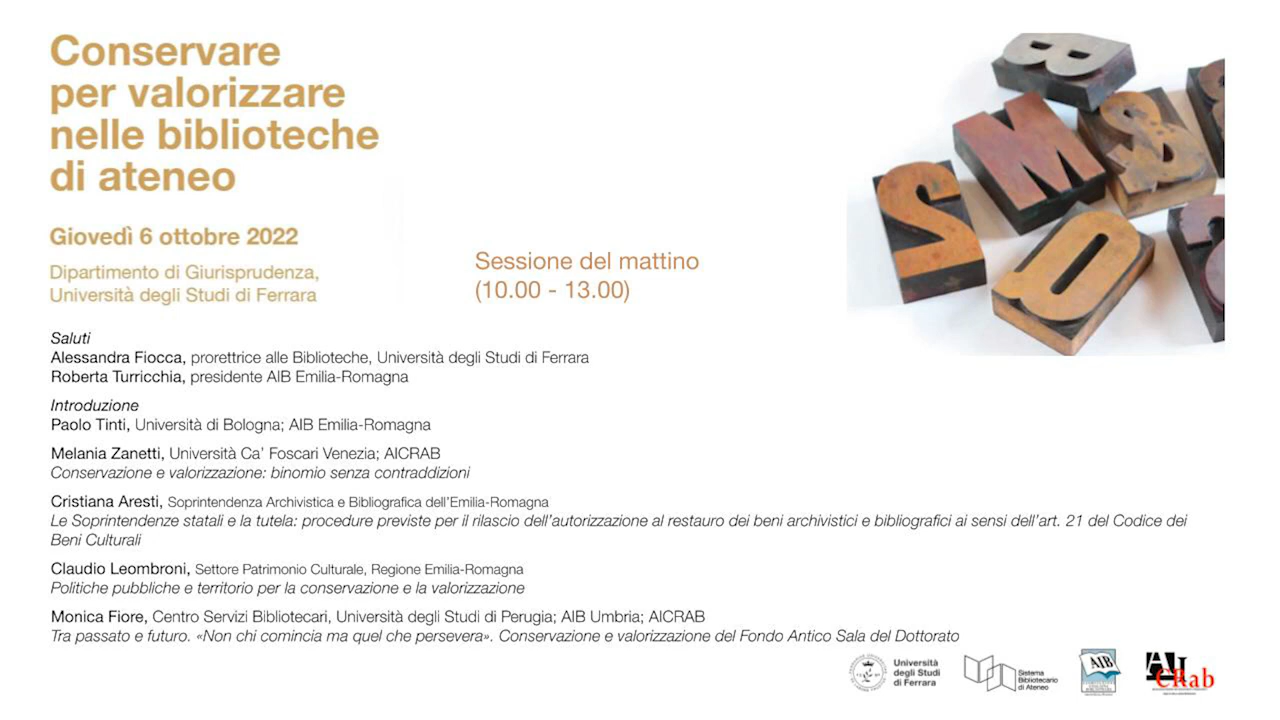 Conservare
per valorizzare
nelle biblioteche
di ateneo
Giovedì 6 ottobre 2022
Dipartimento di Giurisprudenza,
Università degli Studi di Ferrara
Sessione del mattino
(10.00 - 13.00)
Saluti
Alessandra Fiocca, prorettrice alle Biblioteche, Università degli Studi di Ferrara
Roberta Turricchia, presidente AIB Emilia-Romagna
Introduzione
Paolo Tinti, Università di Bologna; AIB Emilia-Romagna
Melania Zanetti, Università Ca' Foscari Venezia; AICRAB
Conservazione e valorizzazione: binomio senza contraddizioni
Cristiana Aresti, Soprintendenza Archivistica e Bibliografica dell'Emilia-Romagna
Le Soprintendenze statali e la tutela: procedure previste per il rilascio dell'autorizzazione al restauro dei beni archivistici e bibliografici ai sensi dell'art. 21 del Codice dei
Beni Culturali
Claudio Leombroni, Settore Patrimonio Culturale, Regione Emilia-Romagna
Politiche pubbliche e territorio per la conservazione e la valorizzazione
Monica Fiore, Centro Servizi Bibliotecari, Università degli Studi di Perugia; AIB Umbria; AICRAB
Tra passato e futuro. «Non chi comincia ma quel che persevera». Conservazione e valorizzazione del Fondo Antico Sala del Dottorato
Università
degli Studi
di Ferrara
Sistema
Bibliotecario
di Ateneo
AIB
AI
CRab
B
M
S
2
D